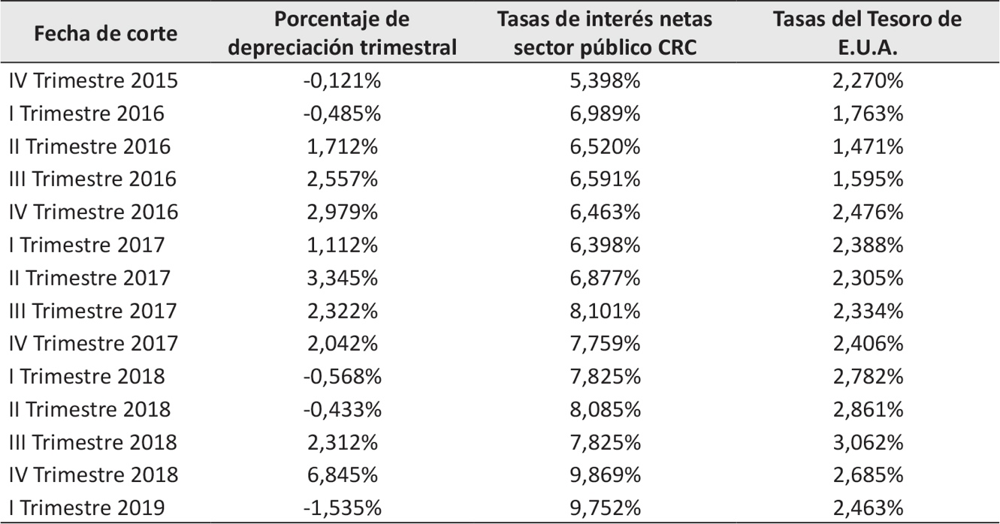 Fecha de corte
Porcentaje de depreciación trimestral
Tasas de interés netas sector público CRC
Tasas del Tesoro de E.U.A.
IV Trimestre 2015 -0,121% 5,398% 2,270%
I Trimestre 2016 -0,485% 6,989% 1,763%
II Trimestre 2016 1,712% 6,520% 1,471%
III Trimestre 2016 2,557% 6,591% 1,595%
IV Trimestre 2016 2,979% 6,463% 2,476%
I Trimestre 2017 1,112% 6,398% 2,388%
II Trimestre 2017 3,345% 6,877% 2,305%
III Trimestre 2017 2,322% 8,101% 2,334%
IV Trimestre 2017 2,042% 7,759% 2,406%
I Trimestre 2018 -0,568% 7,825% 2,782%
II Trimestre 2018 -0,433% 8,085% 2,861%
III Trimestre 2018 2,312% 7,825% 3,062%
IV Trimestre 2018 6,845% 9,869% 2,685%
I Trimestre 2019 -1,535% 9,752% 2,463%